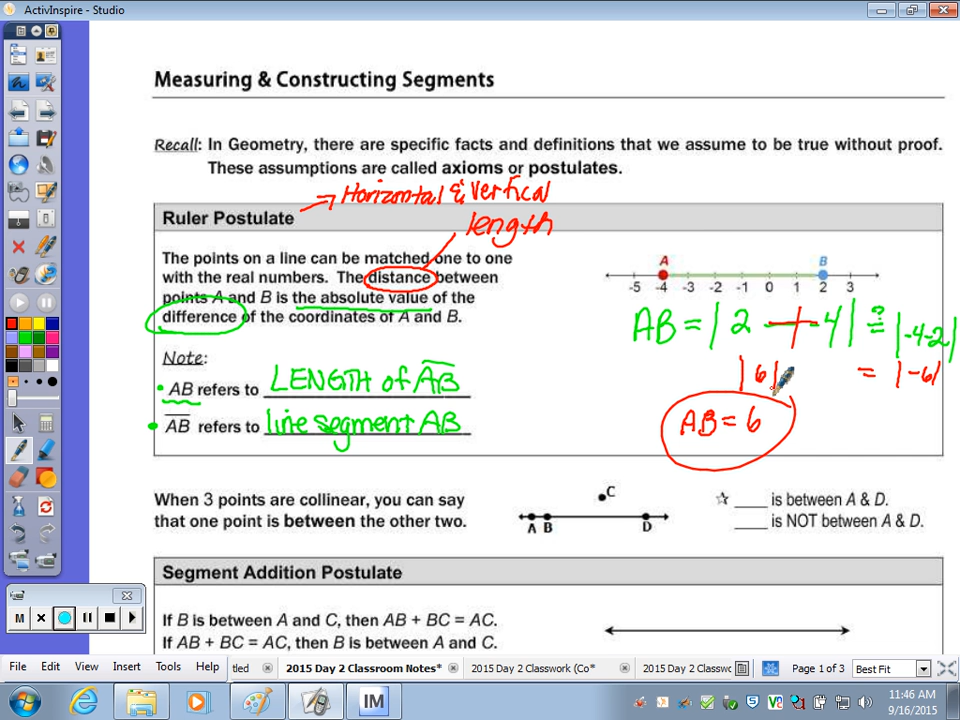 ActivInspire - Studio
Measuring & Constructing Segments
Recall: In Geometry, there are specific facts and definitions that we assume to be true without proof.
These assumptions are called axioms or postulates.
→ Horizontal & vertical
Ruler Postulate
length
The points on a line can be matched one to one
with the real numbers. The distance between
points A and B is the absolute value of the
difference of the coordinates of A and B.
A B
-5 -4 -3 -2 -1 0 1 2 3
AB = | 2 - -4 | ≟ |-4-2|
Note:
• AB refers to LENGTH of AB
|6| = |-6|
• AB refers to line segment AB
AB = 6
When 3 points are collinear, you can say
that one point is between the other two.
C
A B D
☆ ____ is between A & D.
____ is NOT between A & D.
Segment Addition Postulate
If B is between A and C, then AB + BC = AC.
If AB + BC = AC, then B is between A and C.
M
File Edit View Insert Tools Help
tled 2015 Day 2 Classroom Notes* 2015 Day 2 Classwork (Co* 2015 Day 2 Classwc
Page 1 of 3 Best Fit
IM
11:46 AM
9/16/2015